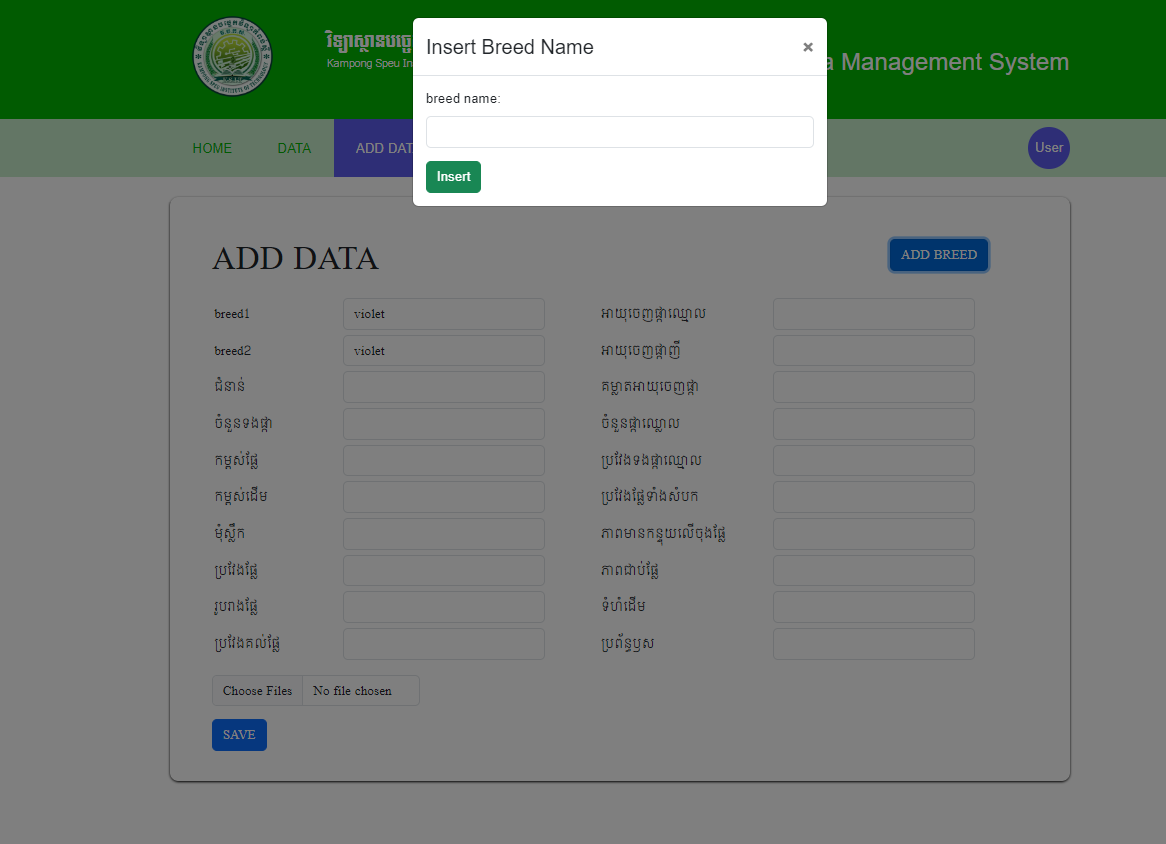 Insert Breed Name
×
វិទ្យាស្ថានបច្ចេ
Kampong Speu In
a Management System
breed name:
Insert
HOME
DATA
ADD DAT
User
ADD DATA
ADD BREED
breed1
violet
អាយុចេញផ្កាឈ្មោល
breed2
violet
អាយុចេញផ្កាញី
ជំនាន់
គម្លាតអាយុចេញផ្កា
ចំនួនទងផ្កា
ចំនួនផ្កាឈ្លោល
កម្ពស់ផ្លែ
ប្រវែងទងផ្កាឈ្មោល
កម្ពស់ដើម
ប្រវែងផ្លែទាំងសំបក
មុំស្លឹក
ភាពមានកន្ទុយលើចុងផ្លែ
ប្រវែងផ្លែ
ភាពជាប់ផ្លែ
រូបរាងផ្លែ
ទំហំដើម
ប្រវែងគល់ផ្លែ
ប្រព័ន្ធឫស
Choose Files
No file chosen
SAVE